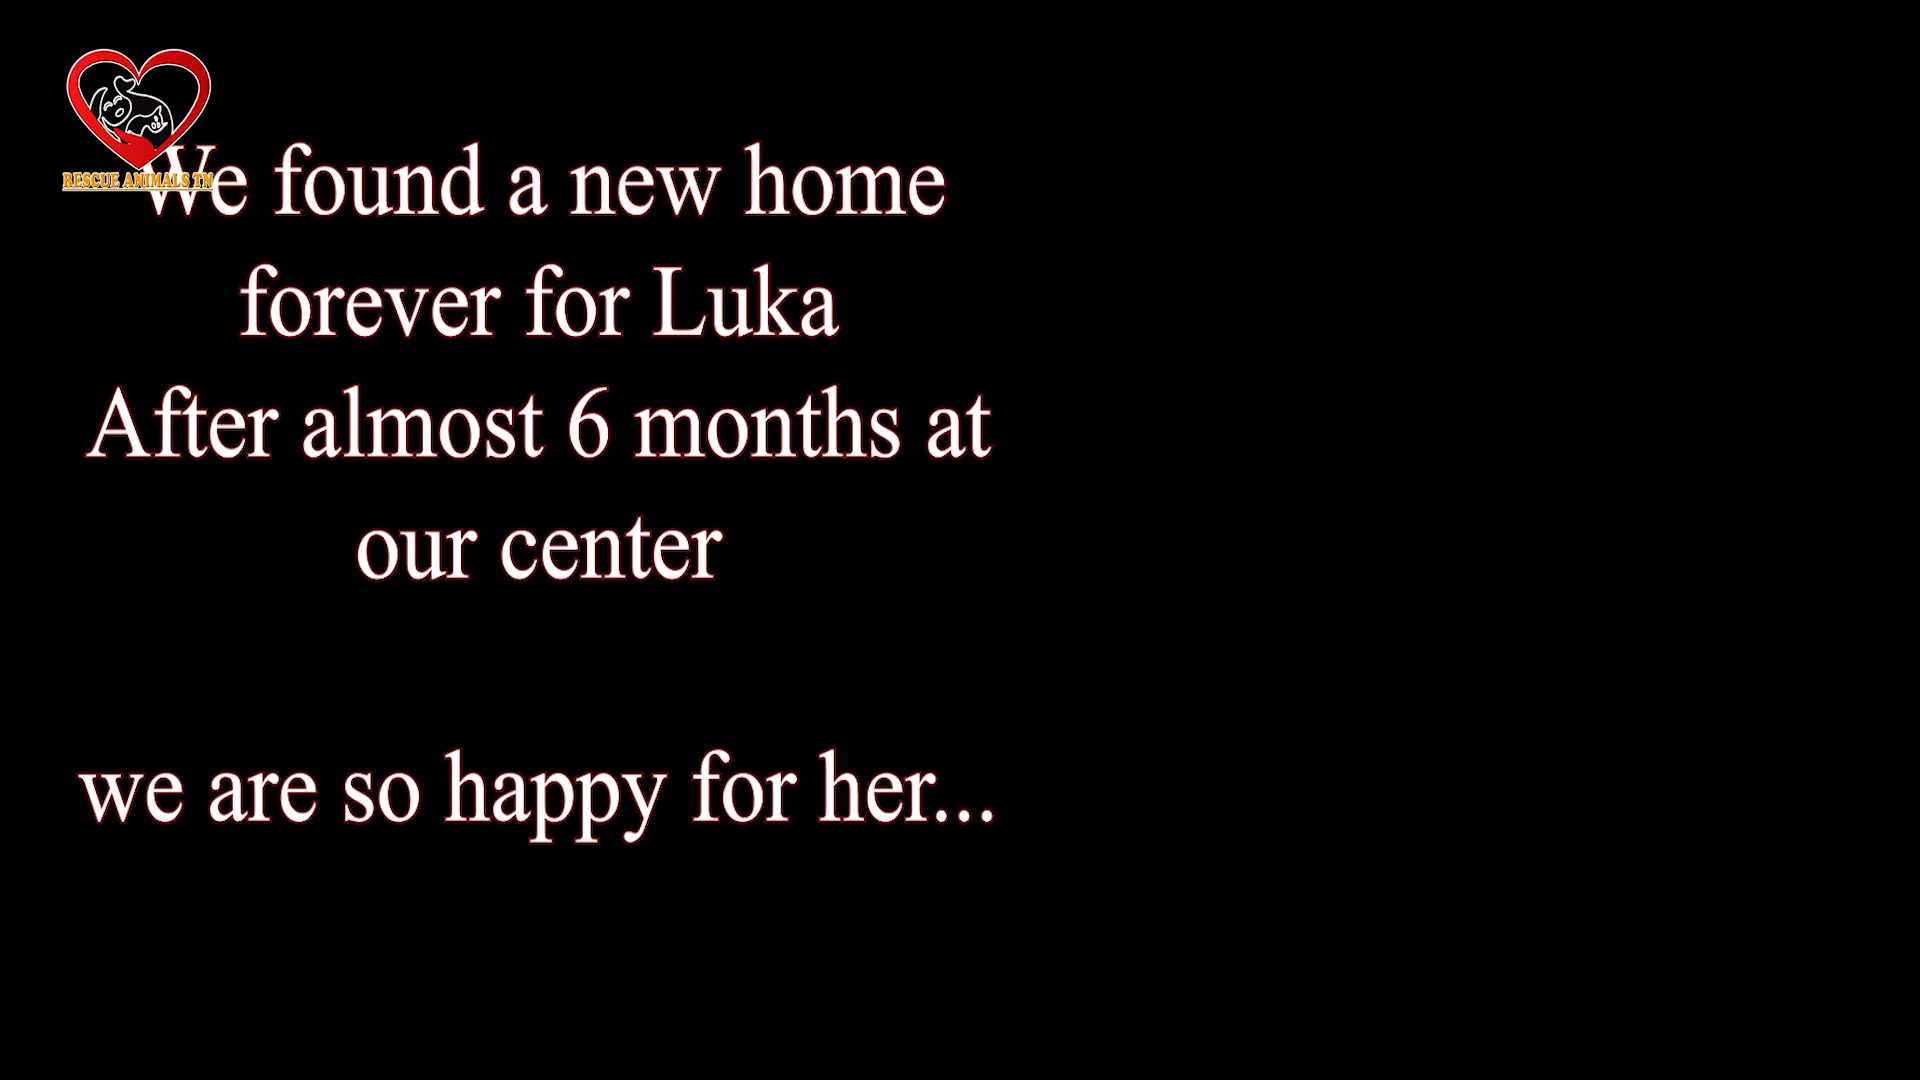 RESCUE ANIMALS TN
We found a new home
forever for Luka
After almost 6 months at
our center
we are so happy for her...